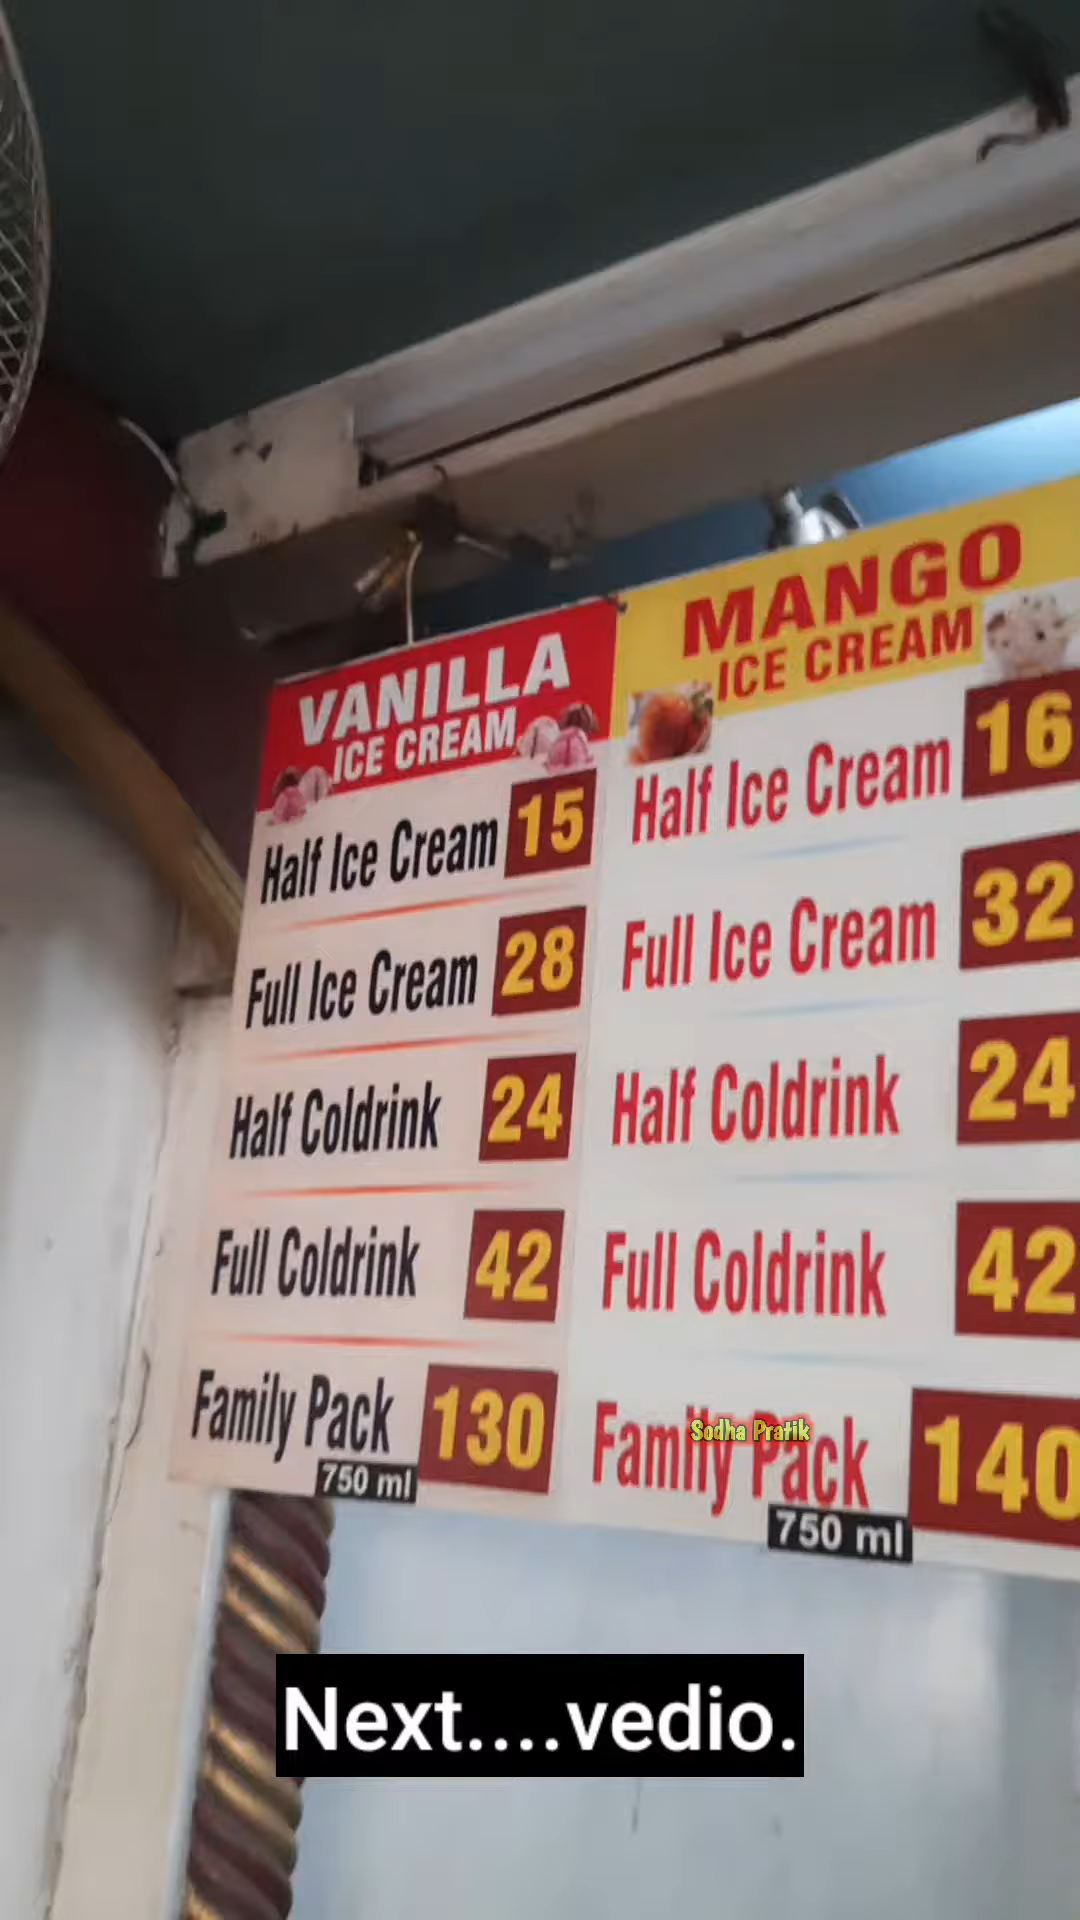 VANILLA
ICE CREAM
Half Ice Cream 15
Full Ice Cream 28
Half Coldrink 24
Full Coldrink 42
Family Pack 130
750 ml
MANGO
ICE CREAM
Half Ice Cream 16
Full Ice Cream 32
Half Coldrink 24
Full Coldrink 42
Family Pack 140
750 ml
Sodha Pratik
Next....vedio.